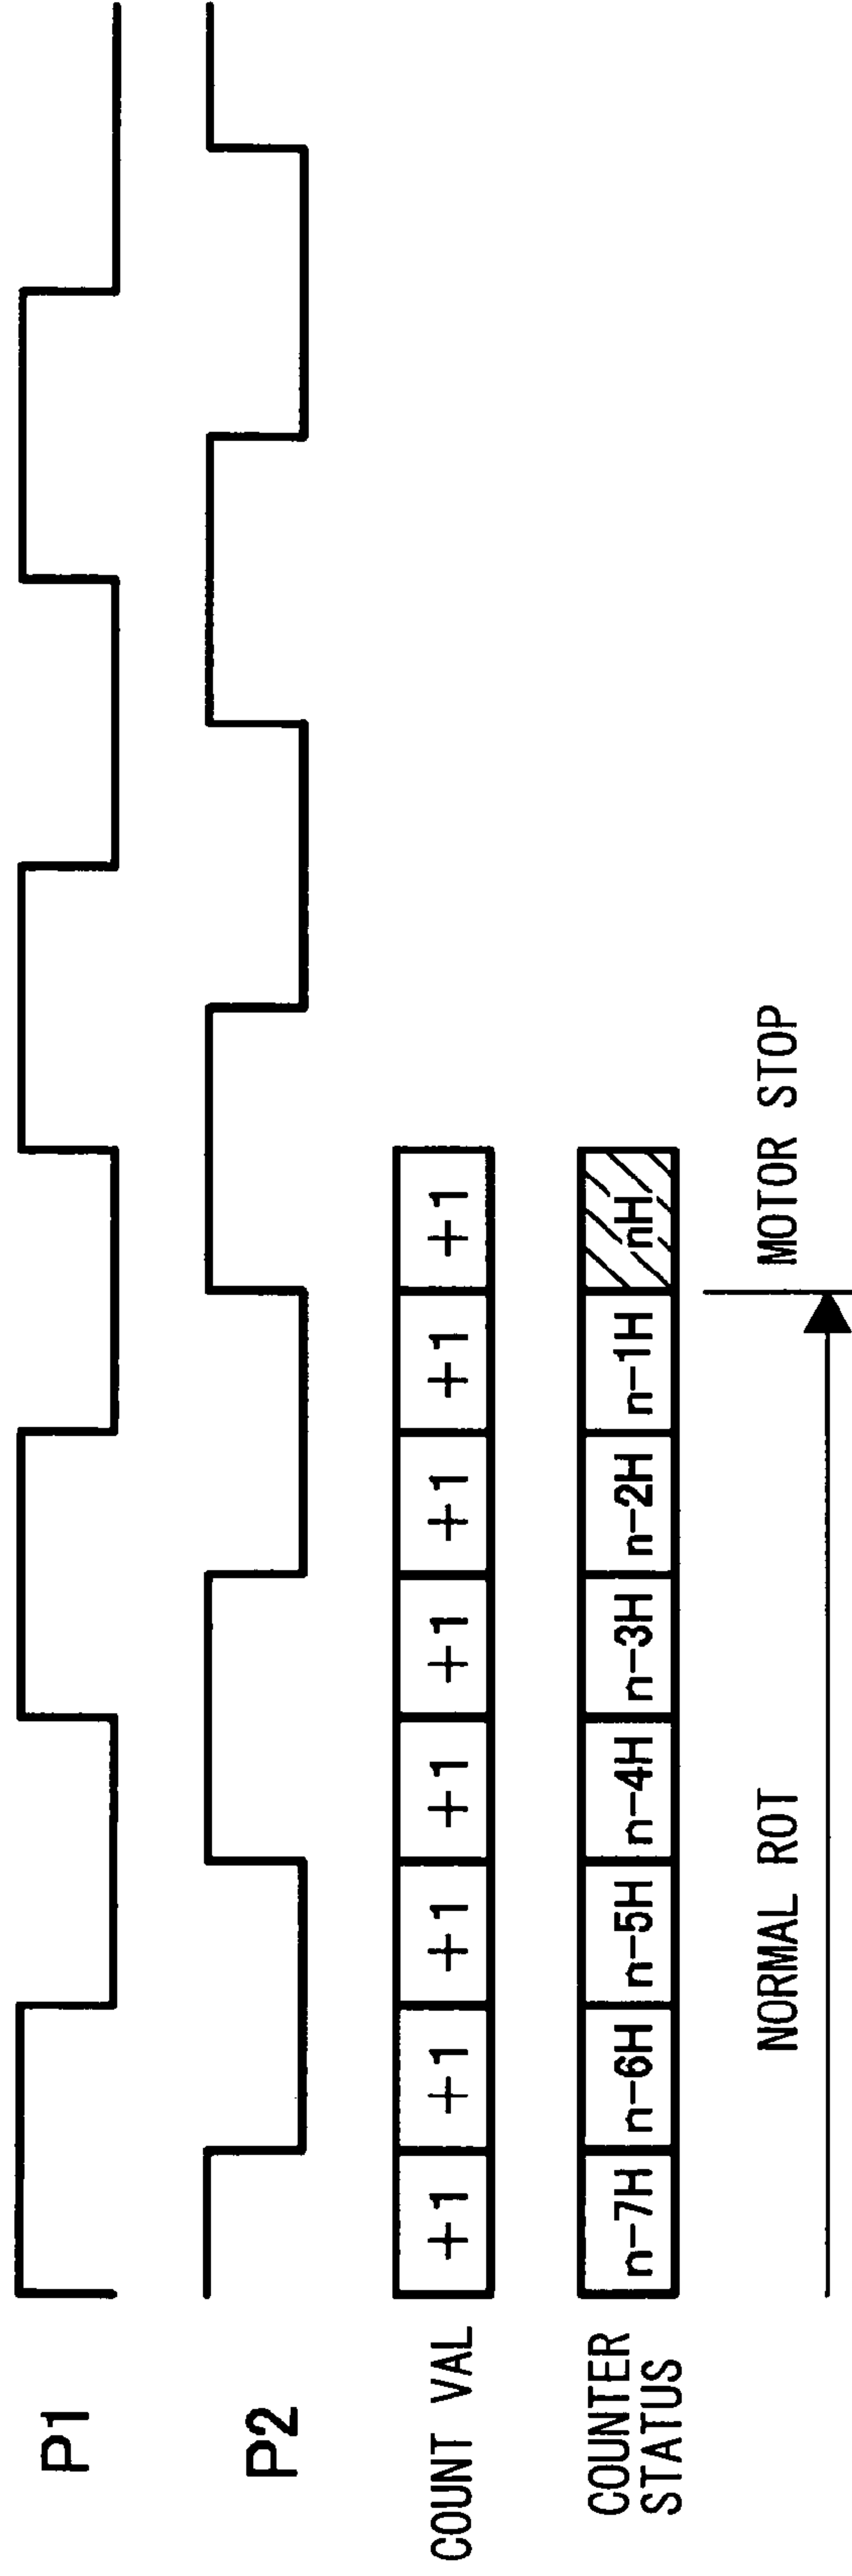 P1
P2
COUNT VAL
+1 +1 +1 +1 +1 +1 +1 +1
COUNTER
STATUS
n-7H n-6H n-5H n-4H n-3H n-2H n-1H nH
NORMAL ROT
MOTOR STOP